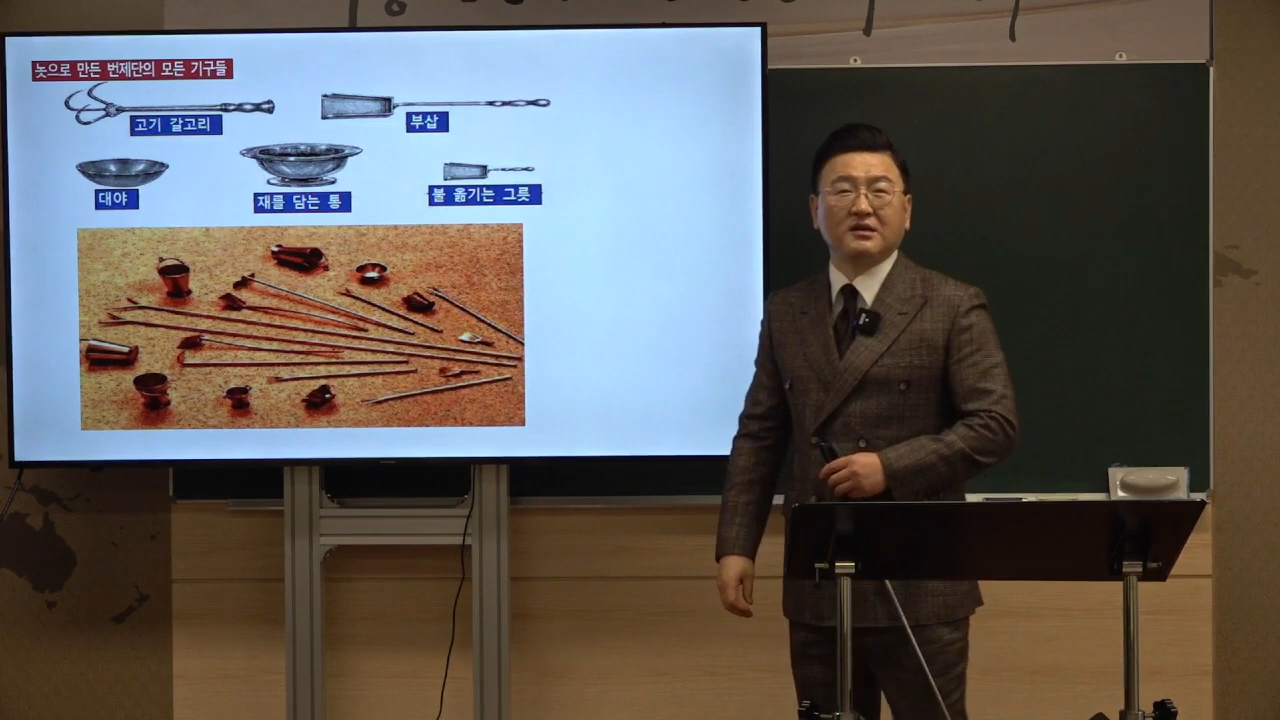 놋으로 만든 번제단의 모든 기구들
고기 갈고리
부삽
대야
재를 담는 통
불 옮기는 그릇